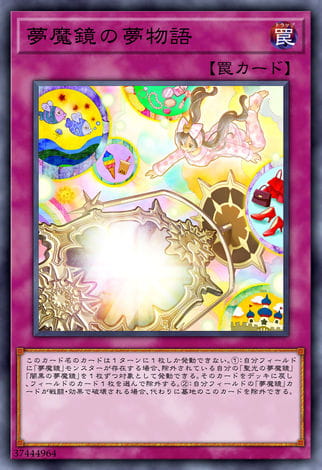 夢魔鏡の夢物語
トラップ
罠
【罠カード】
このカード名のカードは1ターンに1枚しか発動できない。①:自分フィールド
に「夢魔鏡」モンスターが存在する場合、除外されている自分の「聖光の夢魔鏡」
「闇黒の夢魔鏡」を1枚ずつ対象として発動できる。そのカードをデッキに戻
し、フィールドのカード1枚を選んで除外する。②:自分フィールドの「夢魔鏡」カ
ードが戦闘・効果で破壊される場合、代わりに墓地のこのカードを除外できる。
37444964